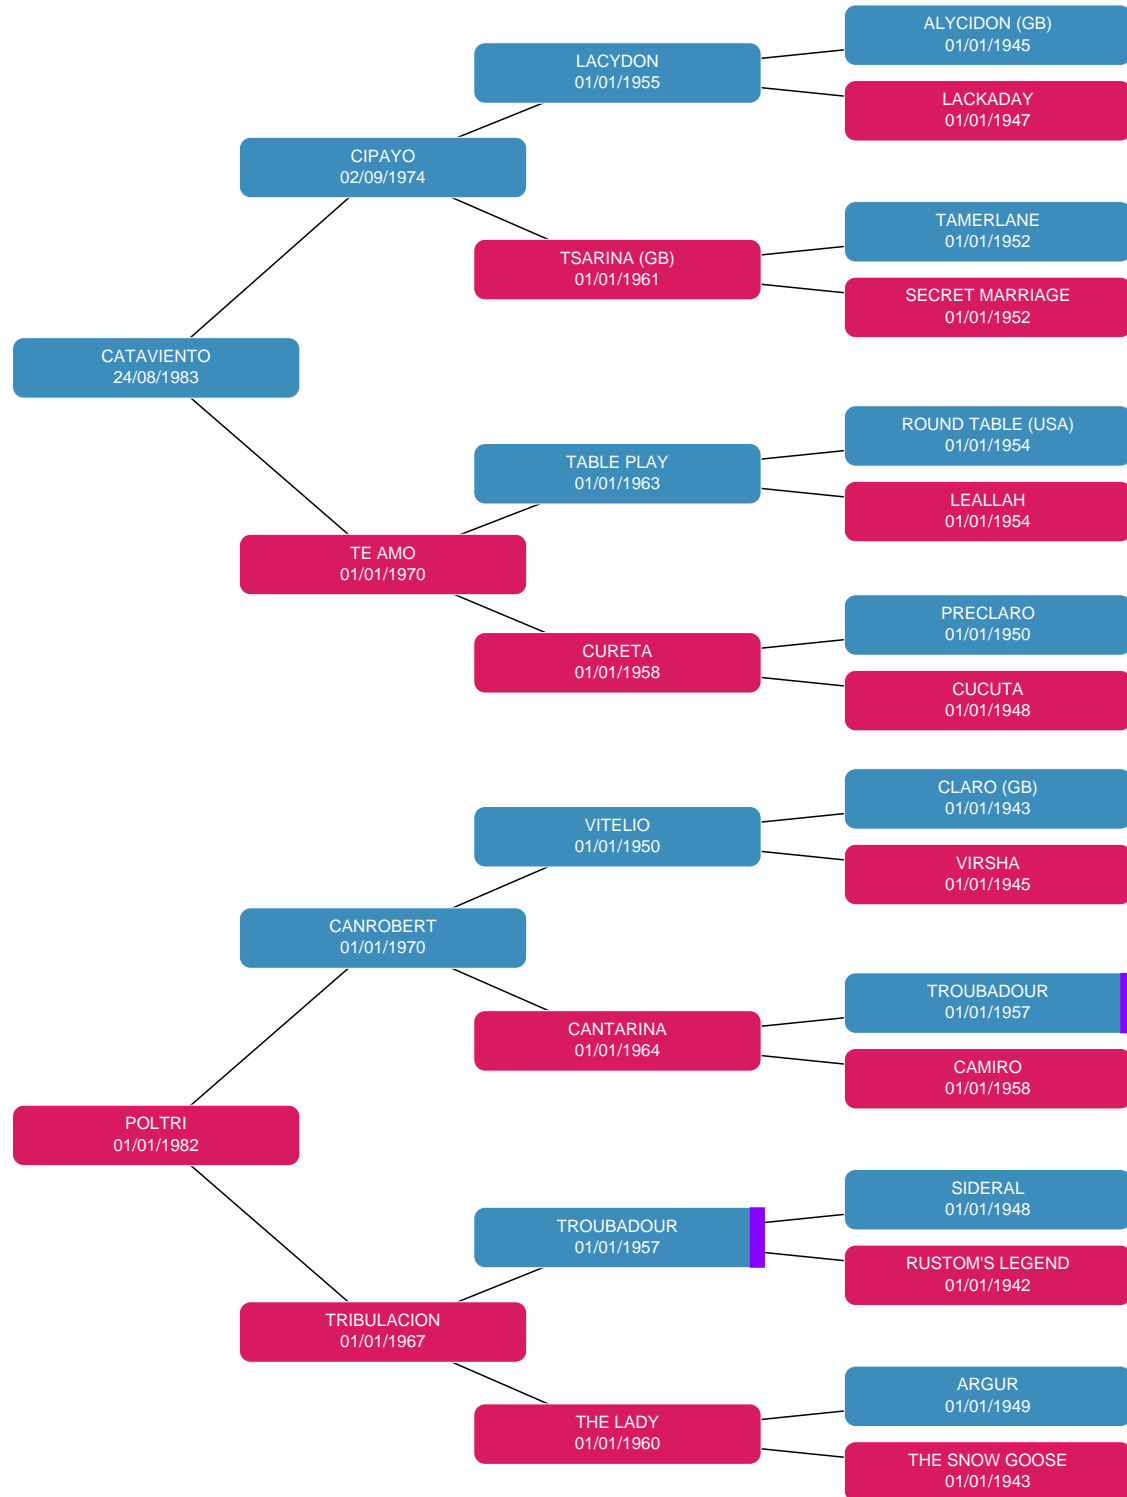 ALYCIDON (GB)
01/01/1945
LACYDON
01/01/1955
LACKADAY
01/01/1947
CIPAYO
02/09/1974
TAMERLANE
01/01/1952
TSARINA (GB)
01/01/1961
SECRET MARRIAGE
01/01/1952
CATAVIENTO
24/08/1983
ROUND TABLE (USA)
01/01/1954
TABLE PLAY
01/01/1963
LEALLAH
01/01/1954
TE AMO
01/01/1970
PRECLARO
01/01/1950
CURETA
01/01/1958
CUCUTA
01/01/1948
CLARO (GB)
01/01/1943
VITELIO
01/01/1950
VIRSHA
01/01/1945
CANROBERT
01/01/1970
TROUBADOUR
01/01/1957
CANTARINA
01/01/1964
CAMIRO
01/01/1958
POLTRI
01/01/1982
SIDERAL
01/01/1948
TROUBADOUR
01/01/1957
RUSTOM'S LEGEND
01/01/1942
TRIBULACION
01/01/1967
ARGUR
01/01/1949
THE LADY
01/01/1960
THE SNOW GOOSE
01/01/1943